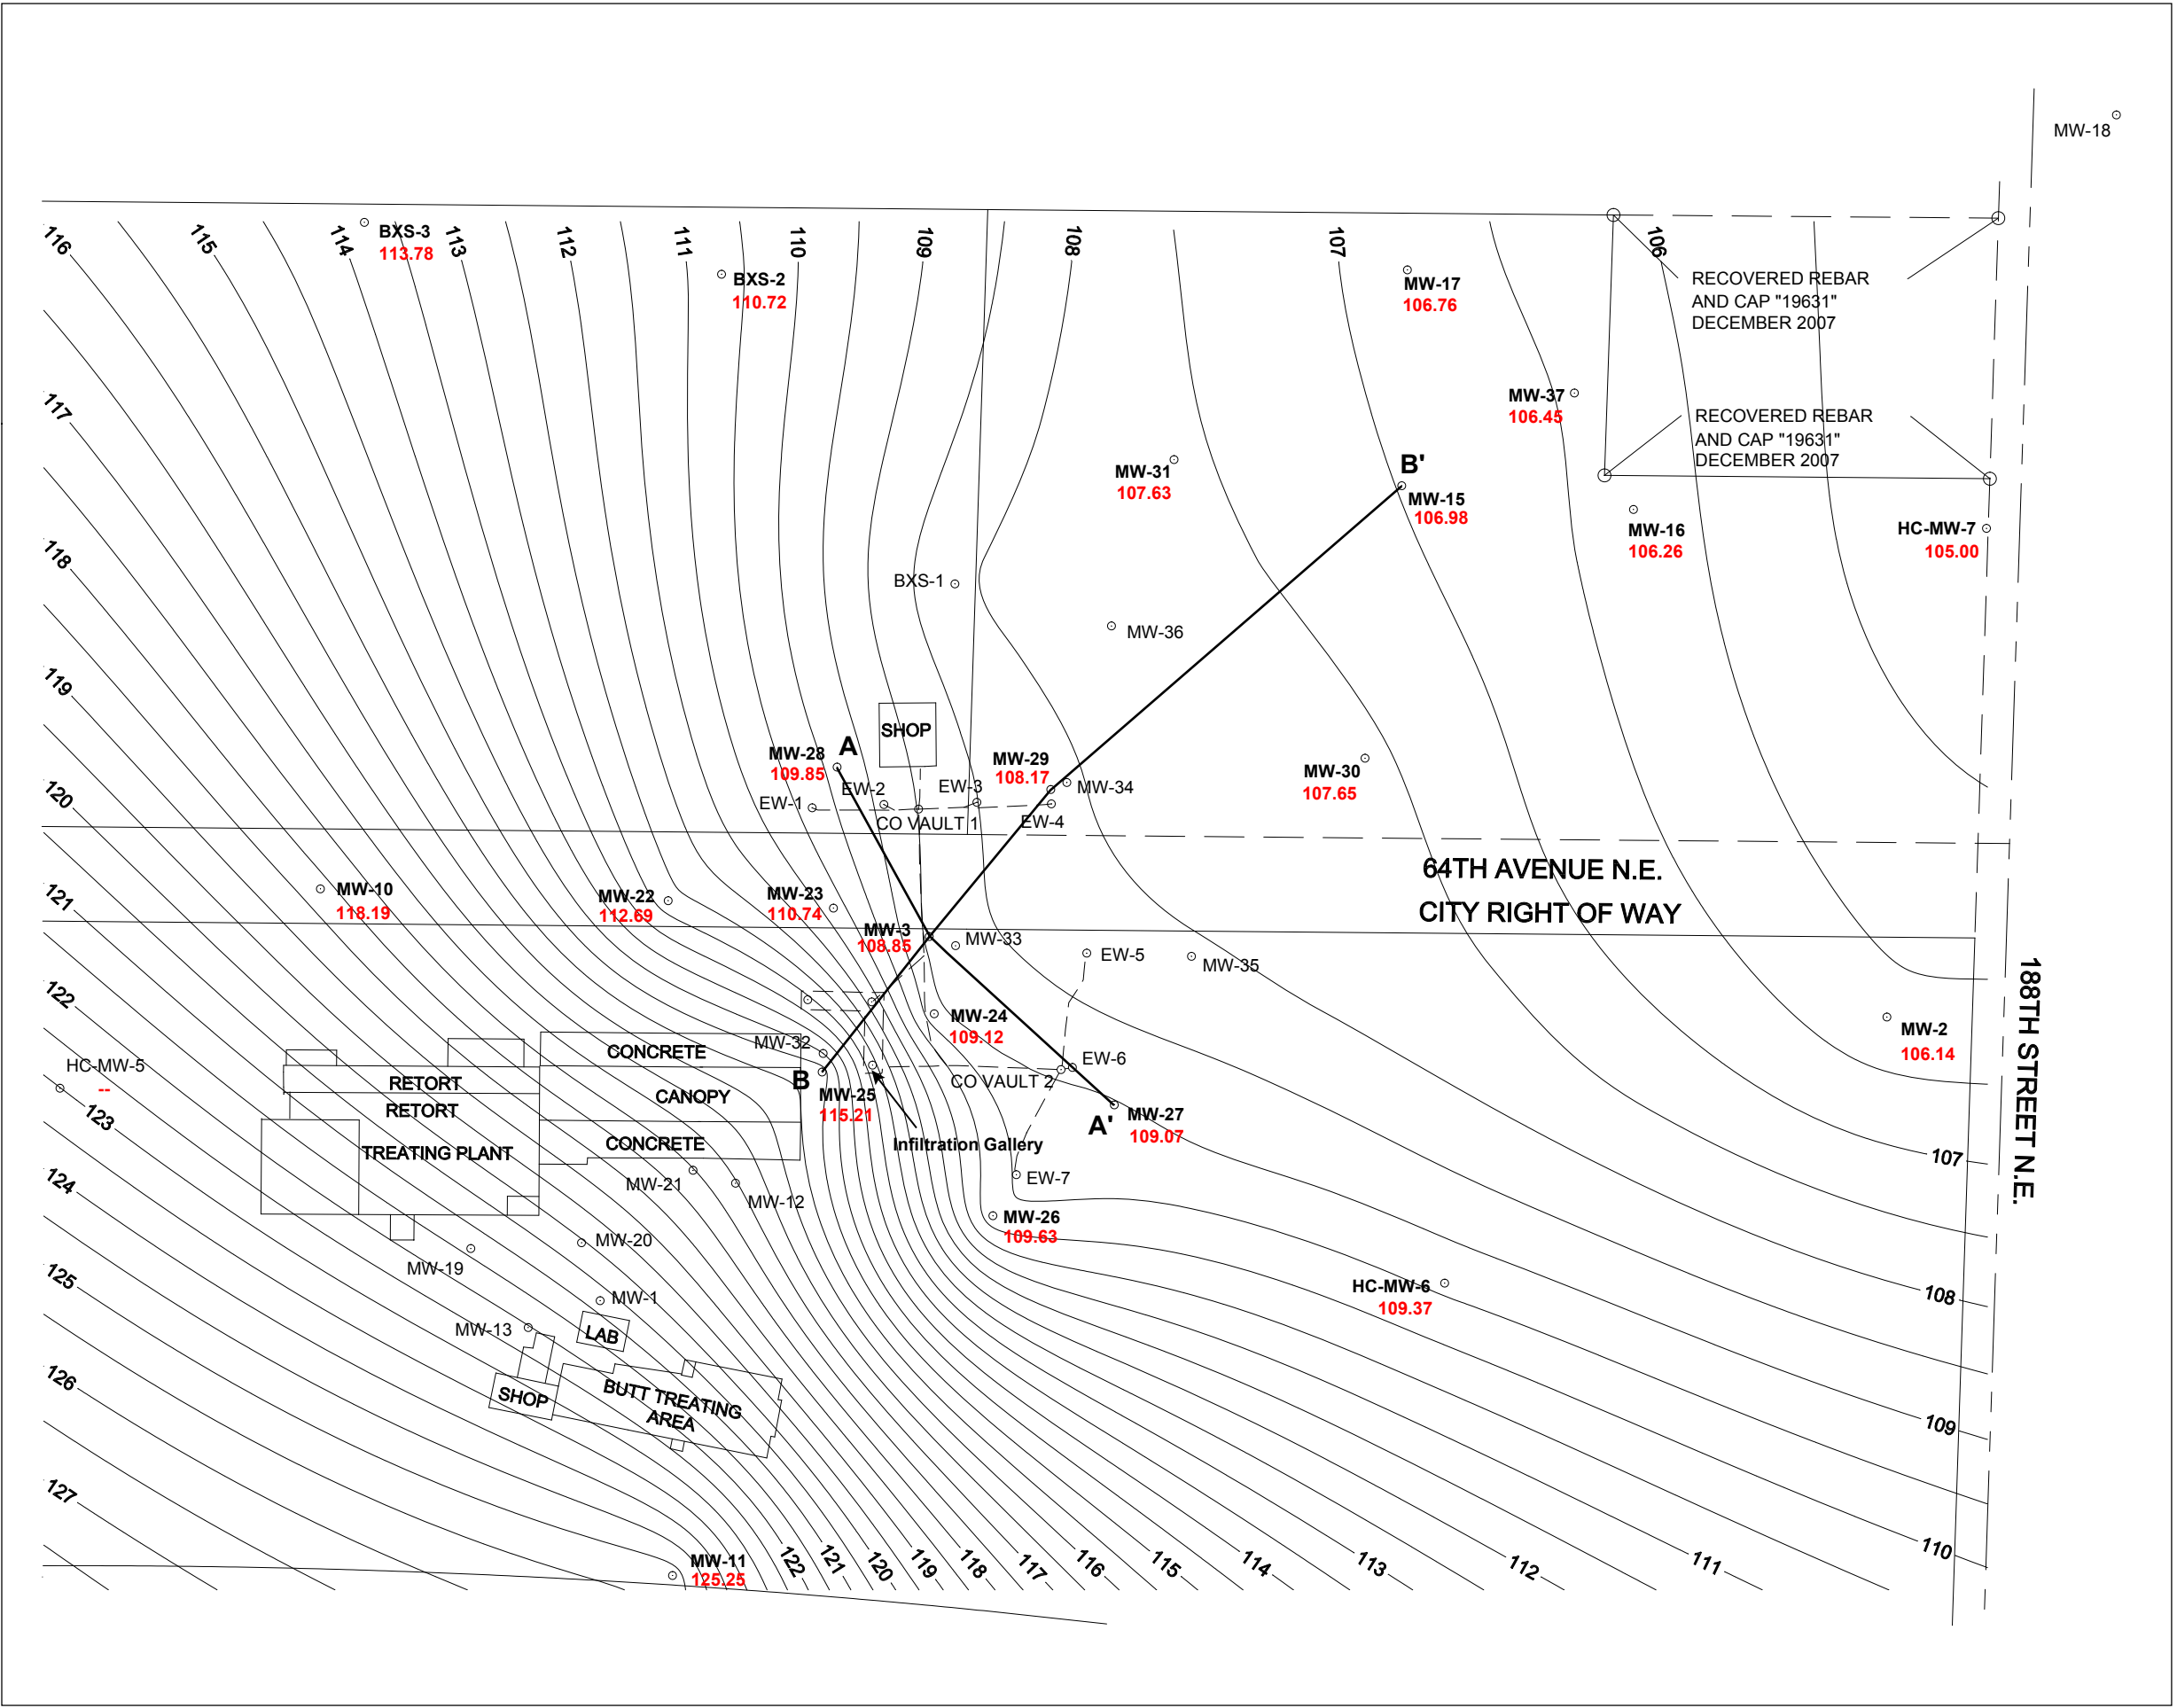 MW-18
116
115
114
BXS-3
113.78
113
112
111
110
109
108
107
106
BXS-2
110.72
MW-17
106.76
RECOVERED REBAR
AND CAP "19631"
DECEMBER 2007
117
MW-37
106.45
RECOVERED REBAR
AND CAP "19631"
DECEMBER 2007
MW-31
107.63
B'
MW-15
106.98
MW-16
106.26
HC-MW-7
105.00
118
BXS-1
MW-36
119
SHOP
MW-28
109.85
A
MW-29
108.17
MW-34
MW-30
107.65
120
EW-1
EW-2
EW-3
EW-4
CO VAULT 1
64TH AVENUE N.E.
CITY RIGHT OF WAY
121
MW-10
118.19
MW-22
112.69
MW-23
110.74
MW-3
108.85
MW-33
EW-5
MW-35
188TH STREET N.E.
122
MW-24
109.12
MW-2
106.14
HC-MW-5
--
123
CONCRETE
MW-32
RETORT
RETORT
CANOPY
B
MW-25
115.21
CO VAULT 2
EW-6
A'
MW-27
109.07
TREATING PLANT
CONCRETE
Infiltration Gallery
107
124
MW-21
MW-12
EW-7
MW-26
109.63
MW-20
MW-19
125
HC-MW-6
109.37
108
MW-1
MW-13
LAB
126
SHOP
BUTT TREATING
AREA
109
127
MW-11
125.25
122
121
120
119
118
117
116
115
114
113
112
111
110